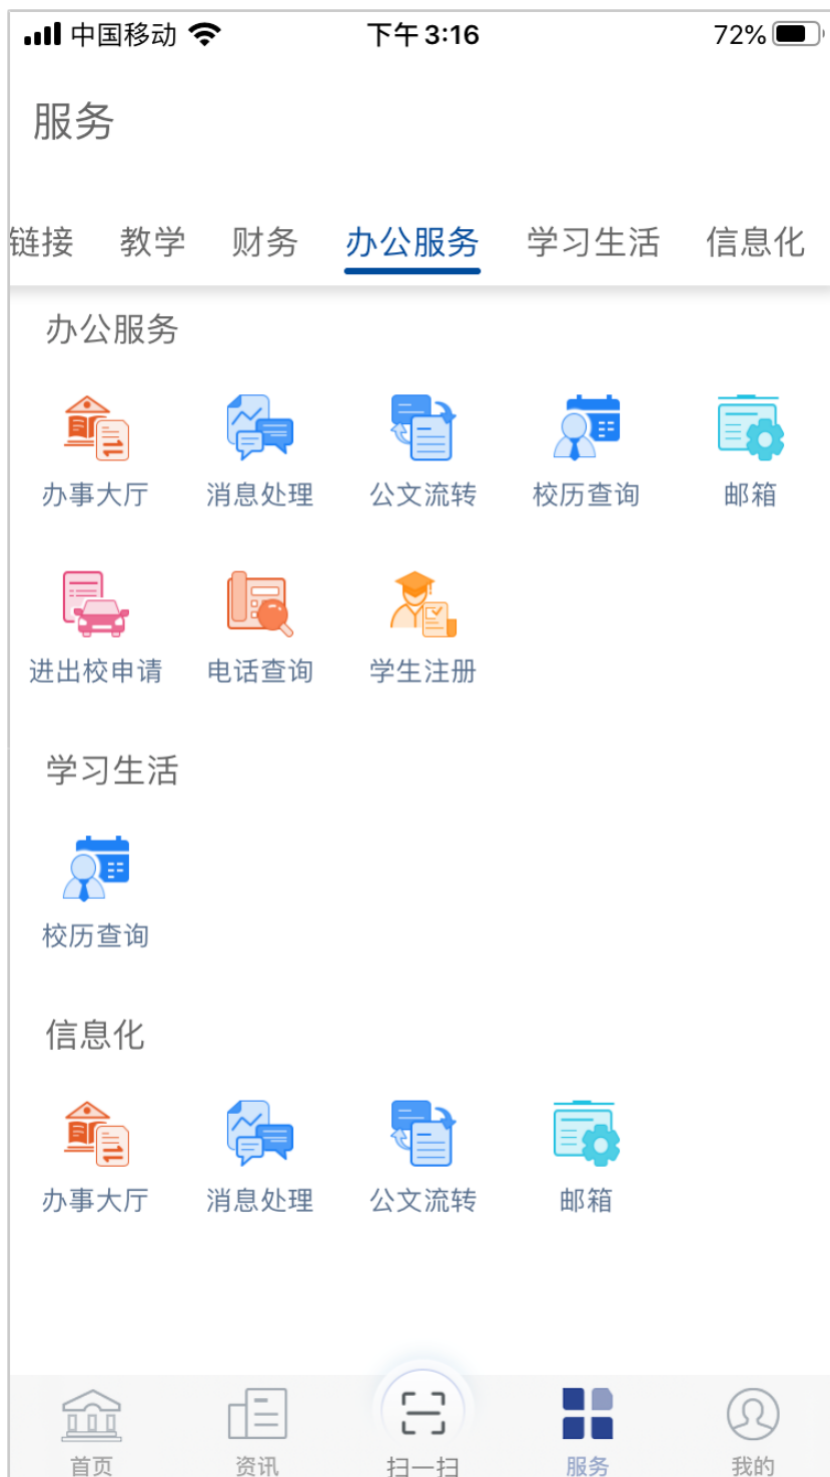 中国移动 下午 3:16 72%
服务
链接 教学 财务 办公服务 学习生活 信息化
办公服务
办事大厅 消息处理 公文流转 校历查询 邮箱
进出校申请 电话查询 学生注册
学习生活
校历查询
信息化
办事大厅 消息处理 公文流转 邮箱
首页 资讯 扫一扫 服务 我的